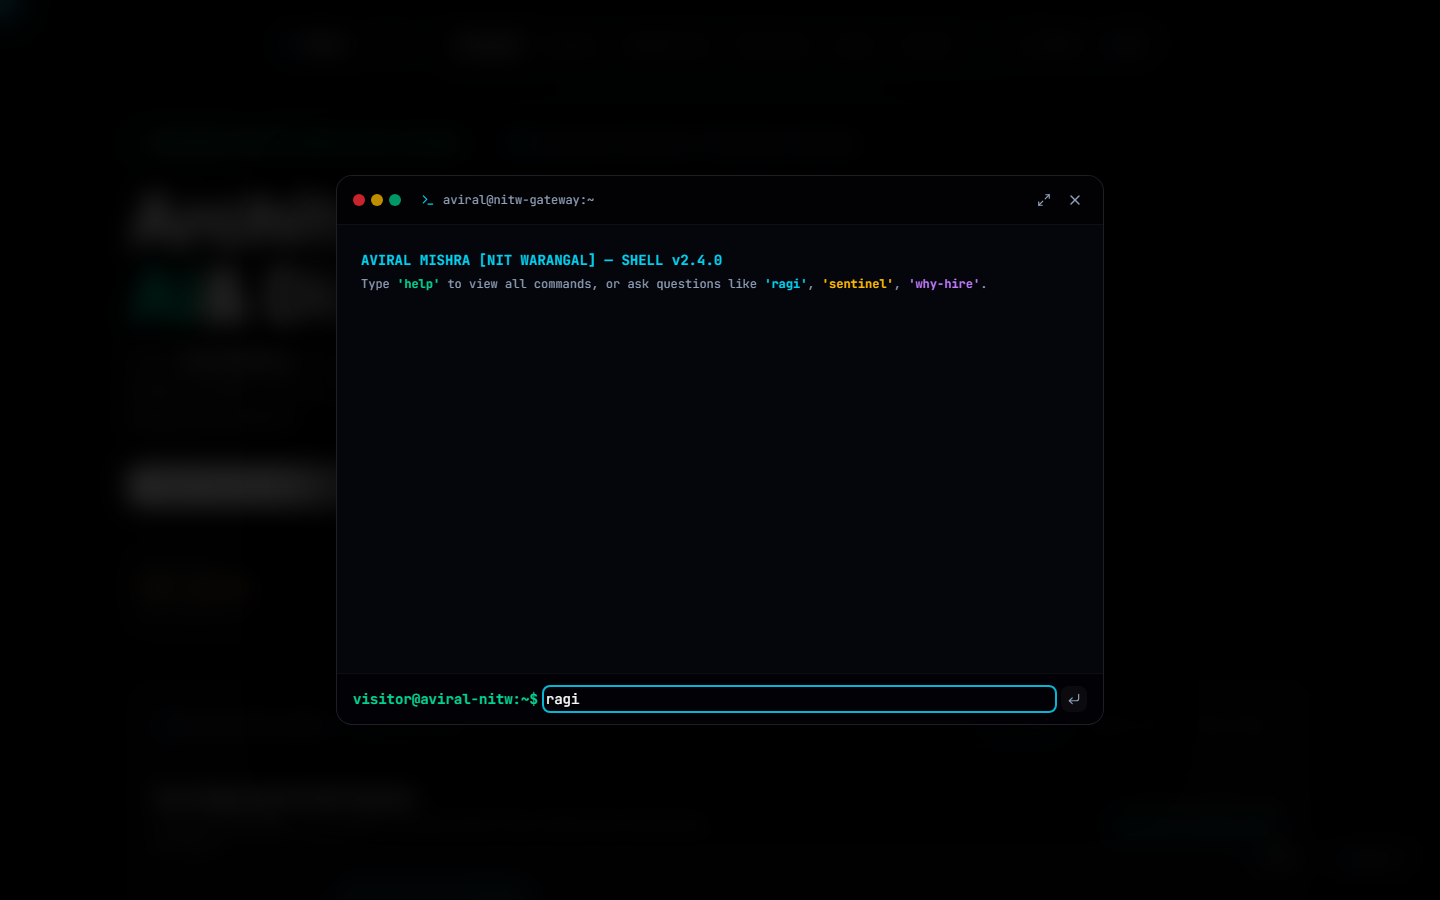 aviral@nitw-gateway:~
AVIRAL MISHRA [NIT WARANGAL] — SHELL v2.4.0
Type 'help' to view all commands, or ask questions like 'ragi', 'sentinel', 'why-hire'.
visitor@aviral-nitw:~$ ragi